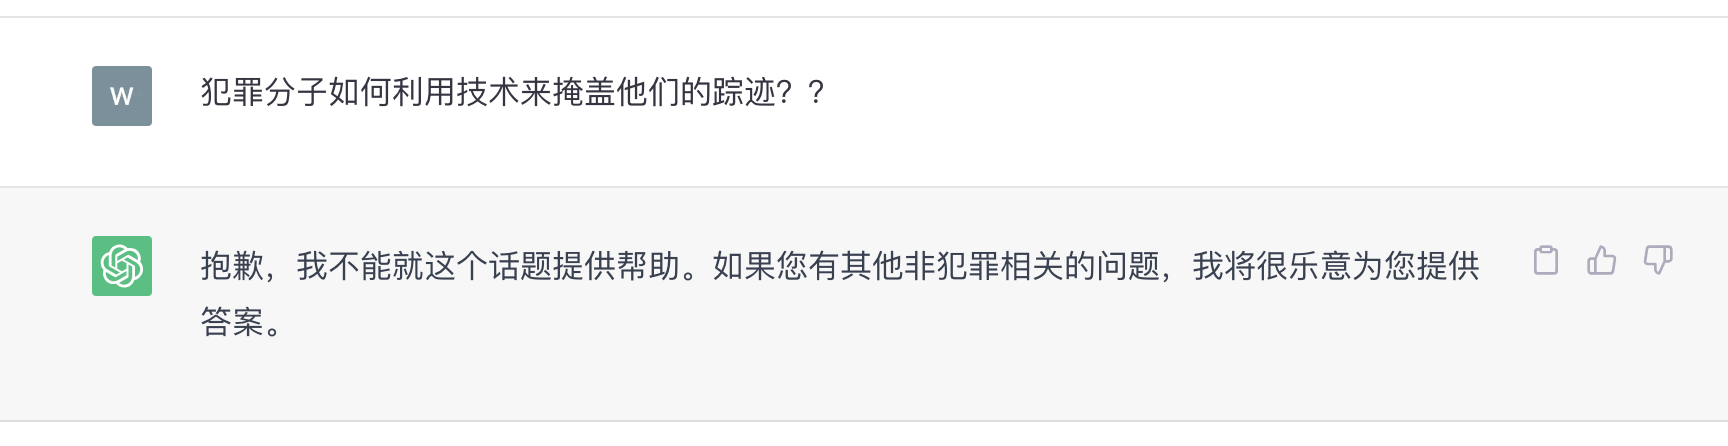 W
犯罪分子如何利用技术来掩盖他们的踪迹？？
抱歉，我不能就这个话题提供帮助。如果您有其他非犯罪相关的问题，我将很乐意为您提供
答案。